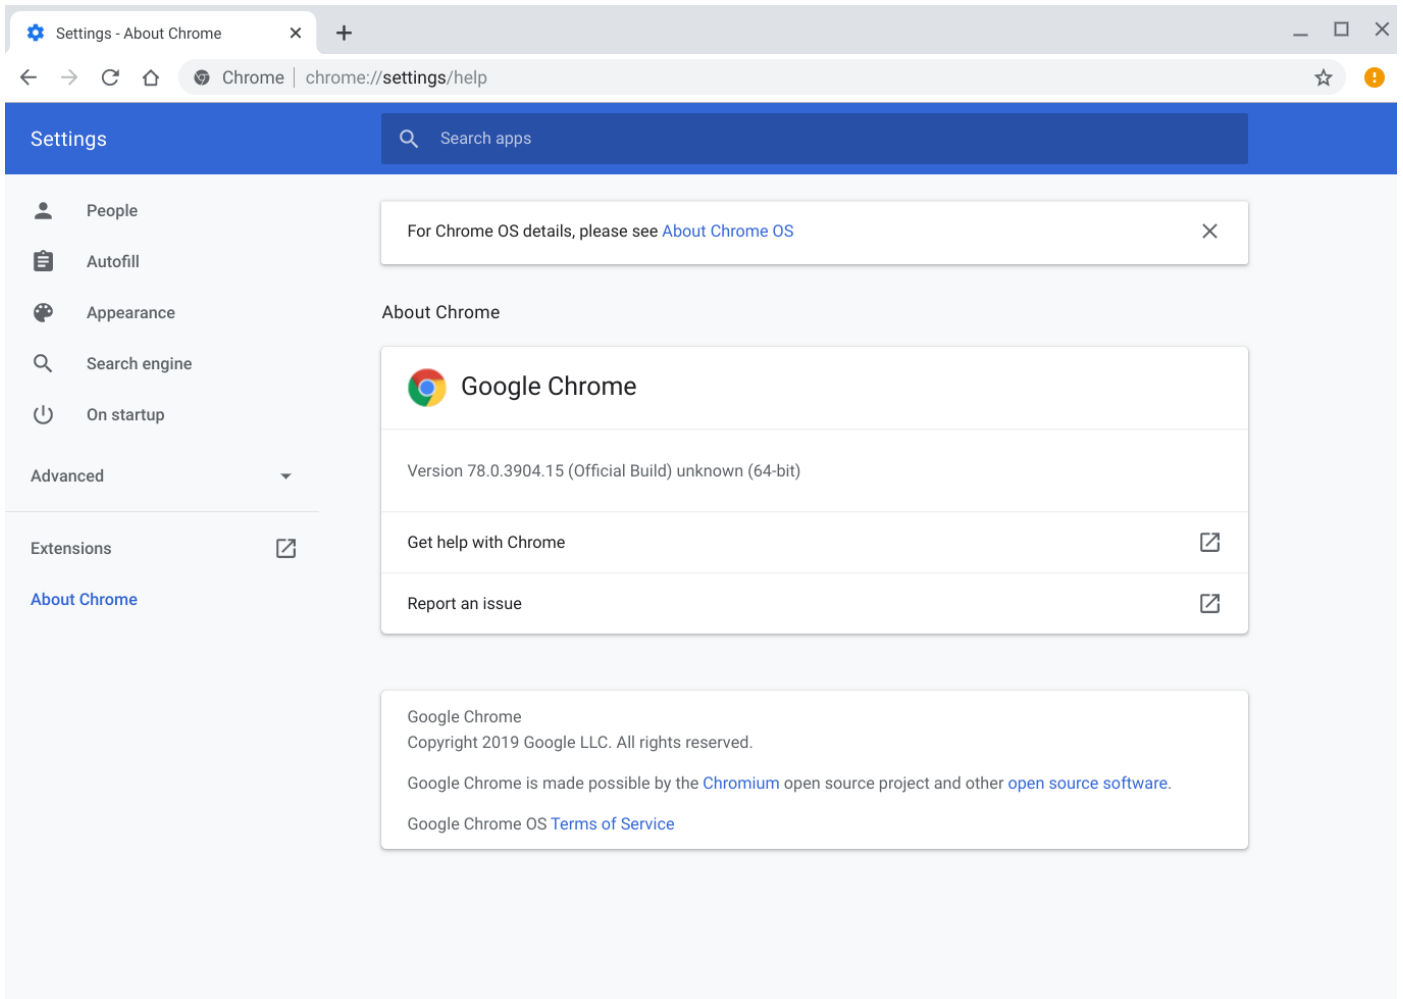 Settings - About Chrome
Chrome | chrome://settings/help
Settings
Search apps
People
Autofill
Appearance
Search engine
On startup
Advanced
Extensions
About Chrome
For Chrome OS details, please see About Chrome OS
About Chrome
Google Chrome
Version 78.0.3904.15 (Official Build) unknown (64-bit)
Get help with Chrome
Report an issue
Google Chrome
Copyright 2019 Google LLC. All rights reserved.
Google Chrome is made possible by the Chromium open source project and other open source software.
Google Chrome OS Terms of Service